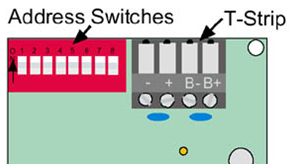 Address Switches
T-Strip
O 1 2 3 4 5 6 7 8
- + B- B+